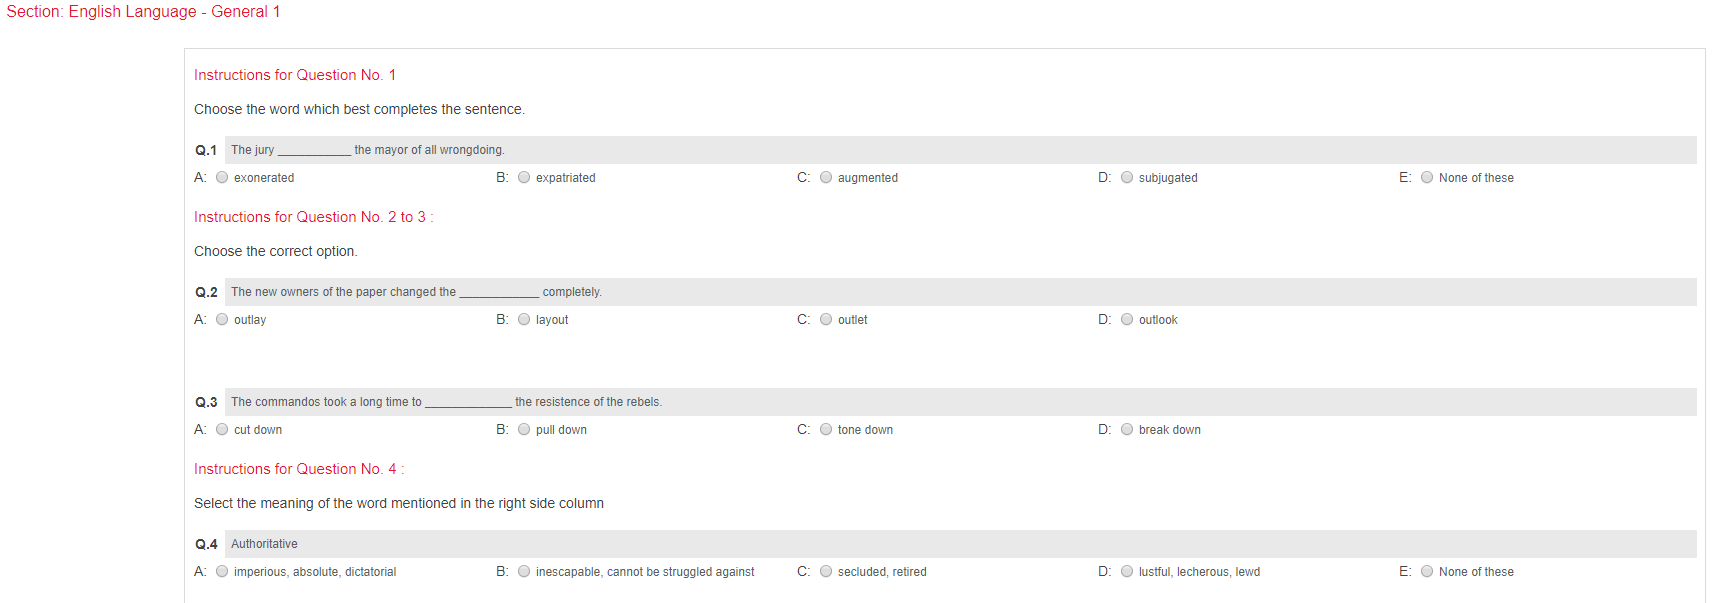 Section: English Language - General 1
Instructions for Question No. 1
Choose the word which best completes the sentence.
Q.1 The jury ___________ the mayor of all wrongdoing.
A: exonerated B: expatriated C: augmented D: subjugated E: None of these
Instructions for Question No. 2 to 3 :
Choose the correct option.
Q.2 The new owners of the paper changed the ____________ completely.
A: outlay B: layout C: outlet D: outlook
Q.3 The commandos took a long time to _____________ the resistence of the rebels.
A: cut down B: pull down C: tone down D: break down
Instructions for Question No. 4 :
Select the meaning of the word mentioned in the right side column
Q.4 Authoritative
A: imperious, absolute, dictatorial B: inescapable, cannot be struggled against C: secluded, retired D: lustful, lecherous, lewd E: None of these